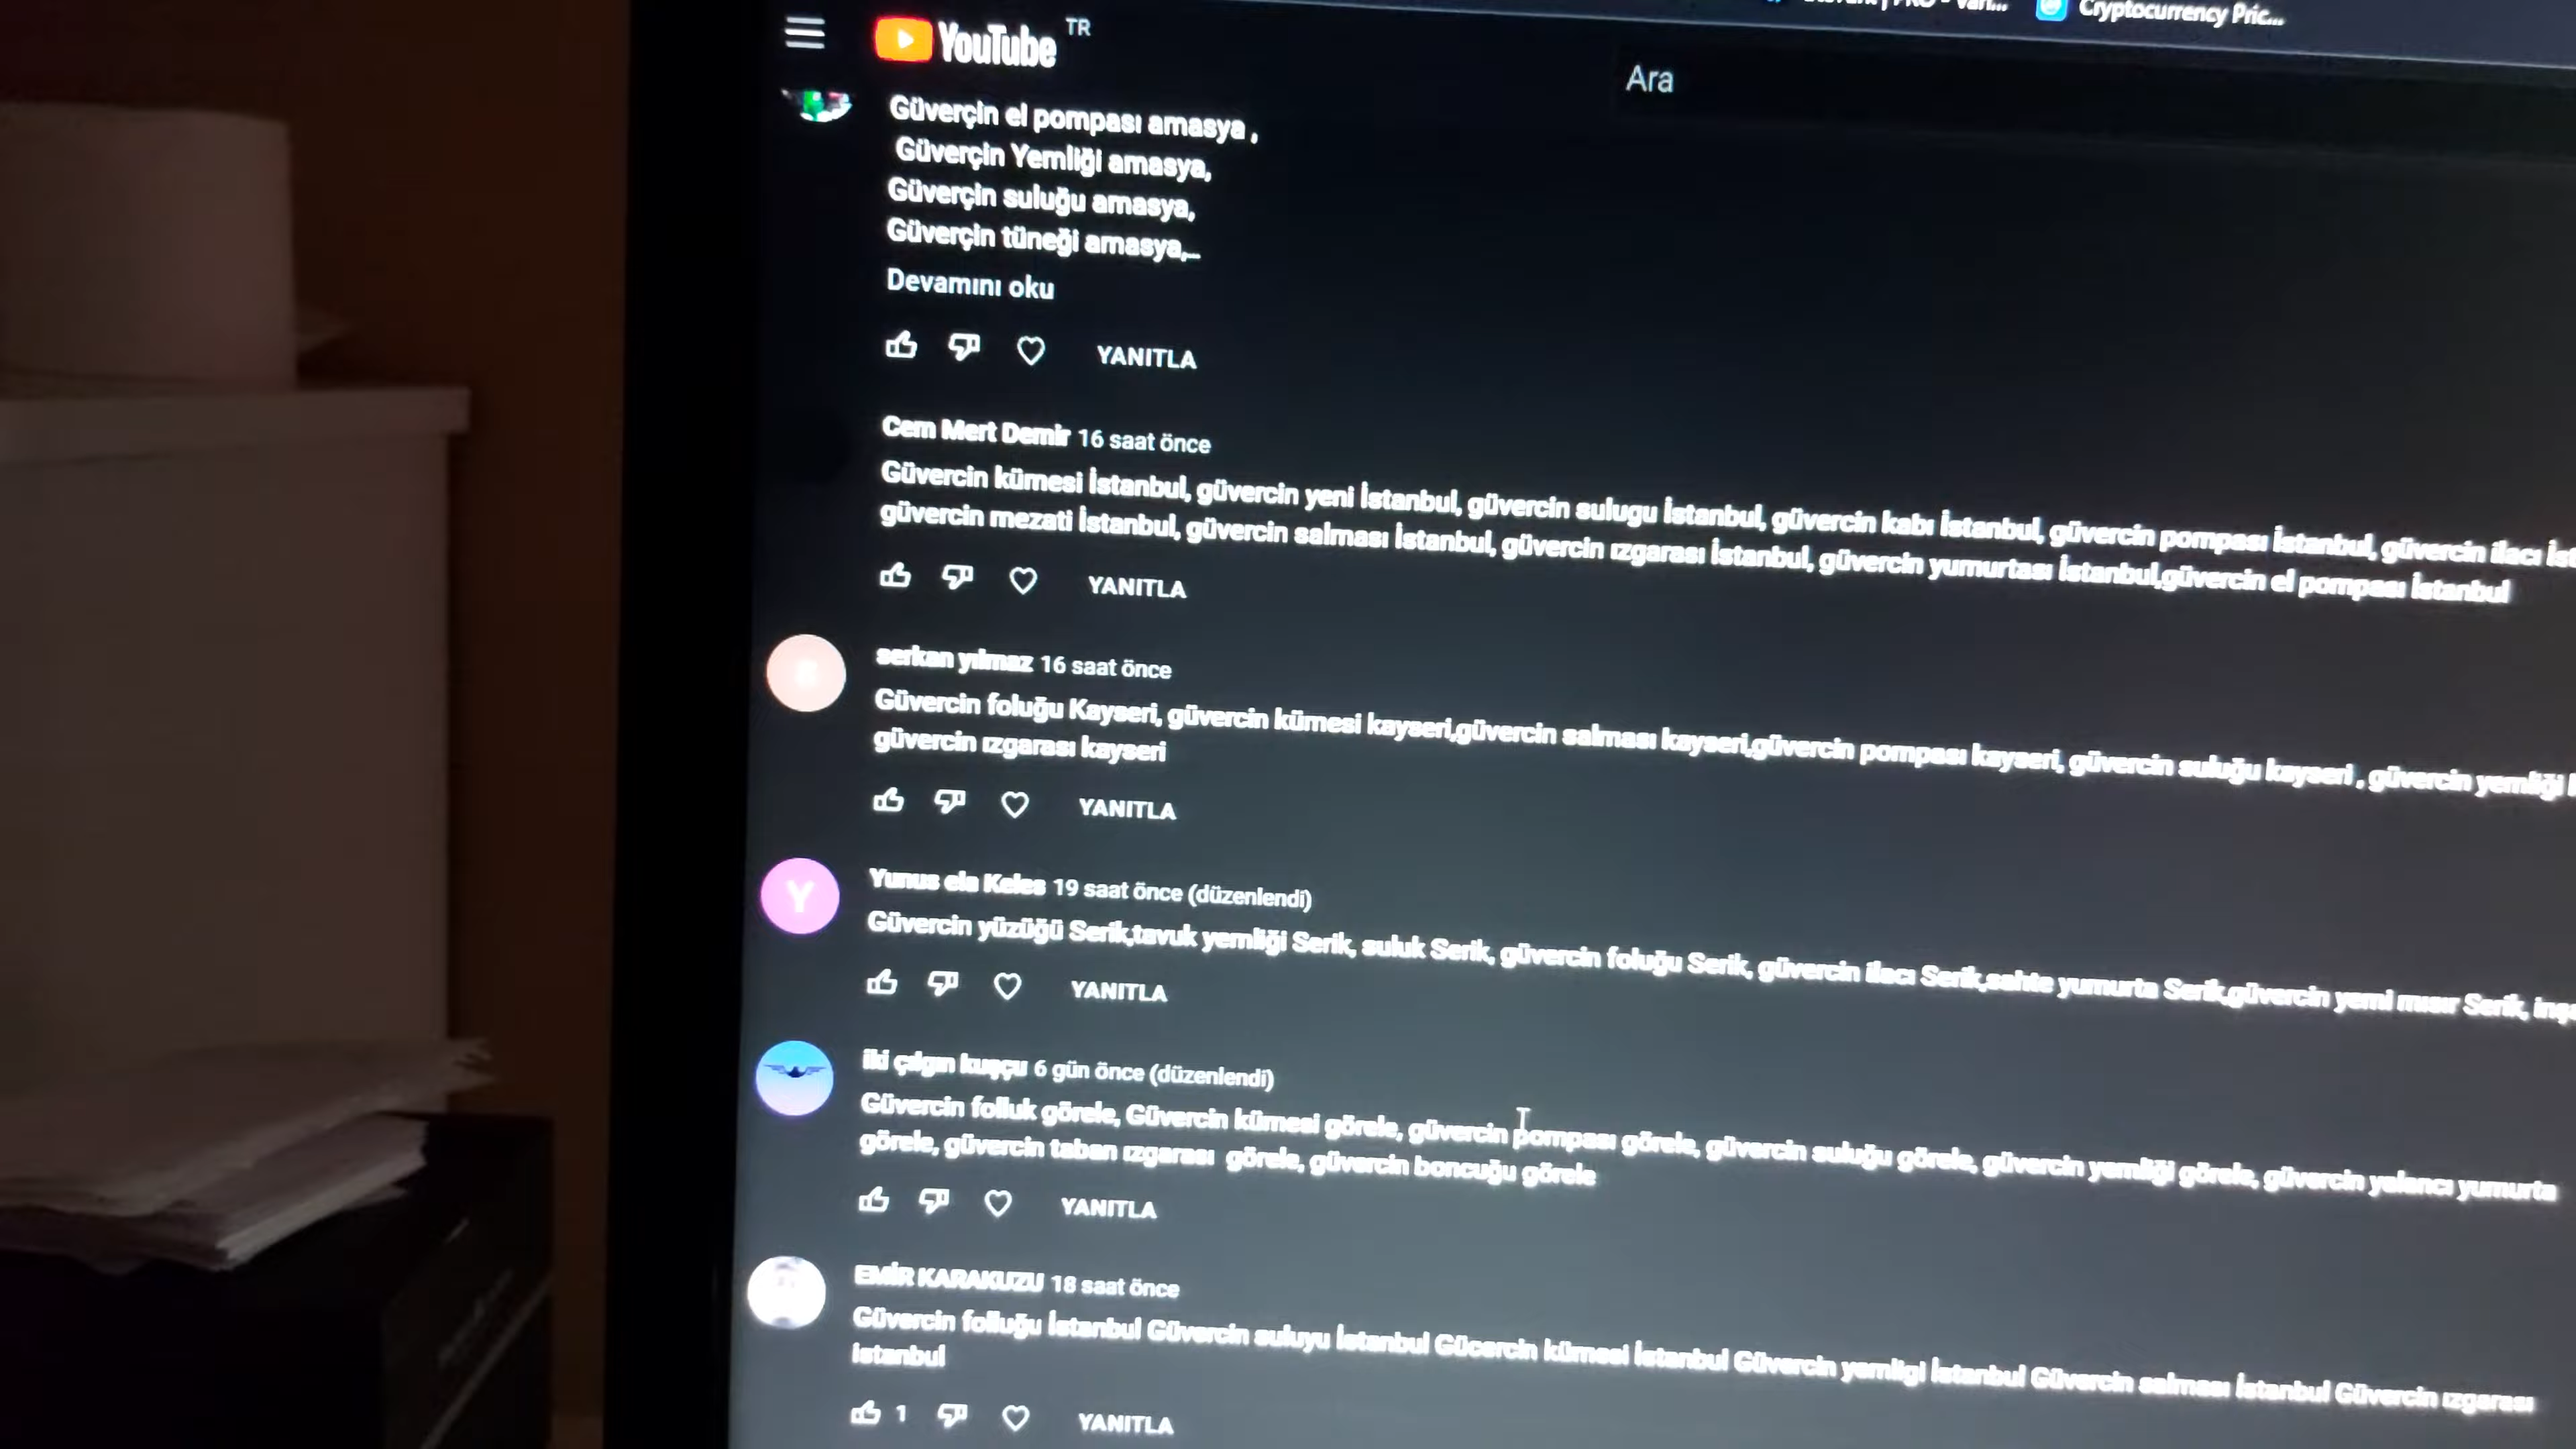 YouTube TR
Cryptocurrency Pric...
Ara
Güverçin el pompası amasya ,
Güverçin Yemliği amasya,
Güverçin suluğu amasya,
Güverçin tüneği amasya,...
Devamını oku
YANITLA
Cem Mert Demir 16 saat önce
Güvercin kümesi İstanbul, güvercin yeni İstanbul, güvercin sulugu İstanbul, güvercin kabı İstanbul, güvercin pompası İstanbul, güvercin ilacı
güvercin mezati İstanbul, güvercin salması İstanbul, güvercin ızgarası İstanbul, güvercin yumurtası İstanbul,güvercin el pompası İstanbul
YANITLA
serkan yılmaz 16 saat önce
Güvercin foluğu Kayseri, güvercin kümesi kayseri,güvercin salması kayseri,güvercin pompası kayseri, güvercin suluğu kayseri , güvercin yemliği
güvercin ızgarası kayseri
YANITLA
Y
Yunus ela Keles 19 saat önce (düzenlendi)
Güvercin yüzüğü Serik,tavuk yemliği Serik, suluk Serik, güvercin foluğu Serik, güvercin ilacı Serik,sahte yumurta Serik,güvercin yemi mısır Serik,
YANITLA
iki çılgın kuşçu 6 gün önce (düzenlendi)
Güvercin folluk görele, Güvercin kümesi görele, güvercin pompası görele, güvercin suluğu görele, güvercin yemliği görele, güvercin yalancı yumurta
görele, güvercin taban ızgarası görele, güvercin boncuğu görele
YANITLA
EMİR KARAKUZU 18 saat önce
Güvercin folluğu İstanbul Güvercin suluyu İstanbul Gücercin kümesi İstanbul Güvercin yemligi İstanbul Güvercin salması İstanbul Güvercin ızgarası
istanbul
1 YANITLA